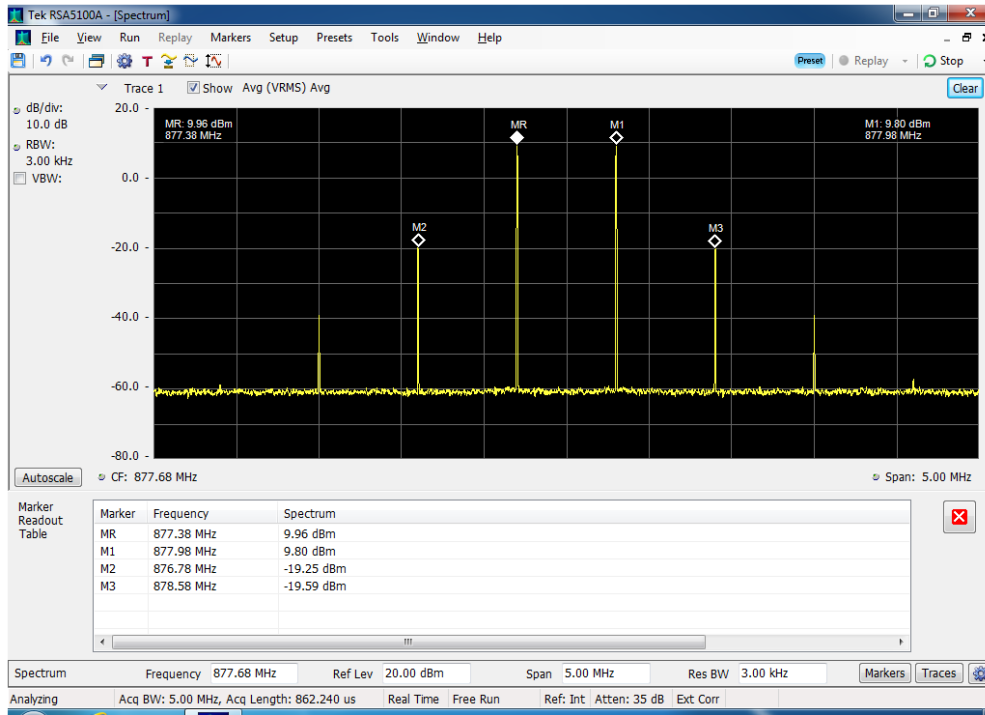 Tek RSA5100A - [Spectrum]
File View Run Replay Markers Setup Presets Tools Window Help
T Preset Replay Stop
Trace 1 Show Avg (VRMS) Avg Clear
dB/div:
10.0 dB
RBW:
3.00 kHz
VBW:
20.0
0.0
-20.0
-40.0
-60.0
-80.0
MR: 9.96 dBm
877.38 MHz
MR
M1
M1: 9.80 dBm
877.98 MHz
M2
M3
Autoscale CF: 877.68 MHz Span: 5.00 MHz
Marker
Readout
Table
Marker Frequency Spectrum
MR 877.38 MHz 9.96 dBm
M1 877.98 MHz 9.80 dBm
M2 876.78 MHz -19.25 dBm
M3 878.58 MHz -19.59 dBm
Spectrum Frequency 877.68 MHz Ref Lev 20.00 dBm Span 5.00 MHz Res BW 3.00 kHz Markers Traces
Analyzing Acq BW: 5.00 MHz, Acq Length: 862.240 us Real Time Free Run Ref: Int Atten: 35 dB Ext Corr